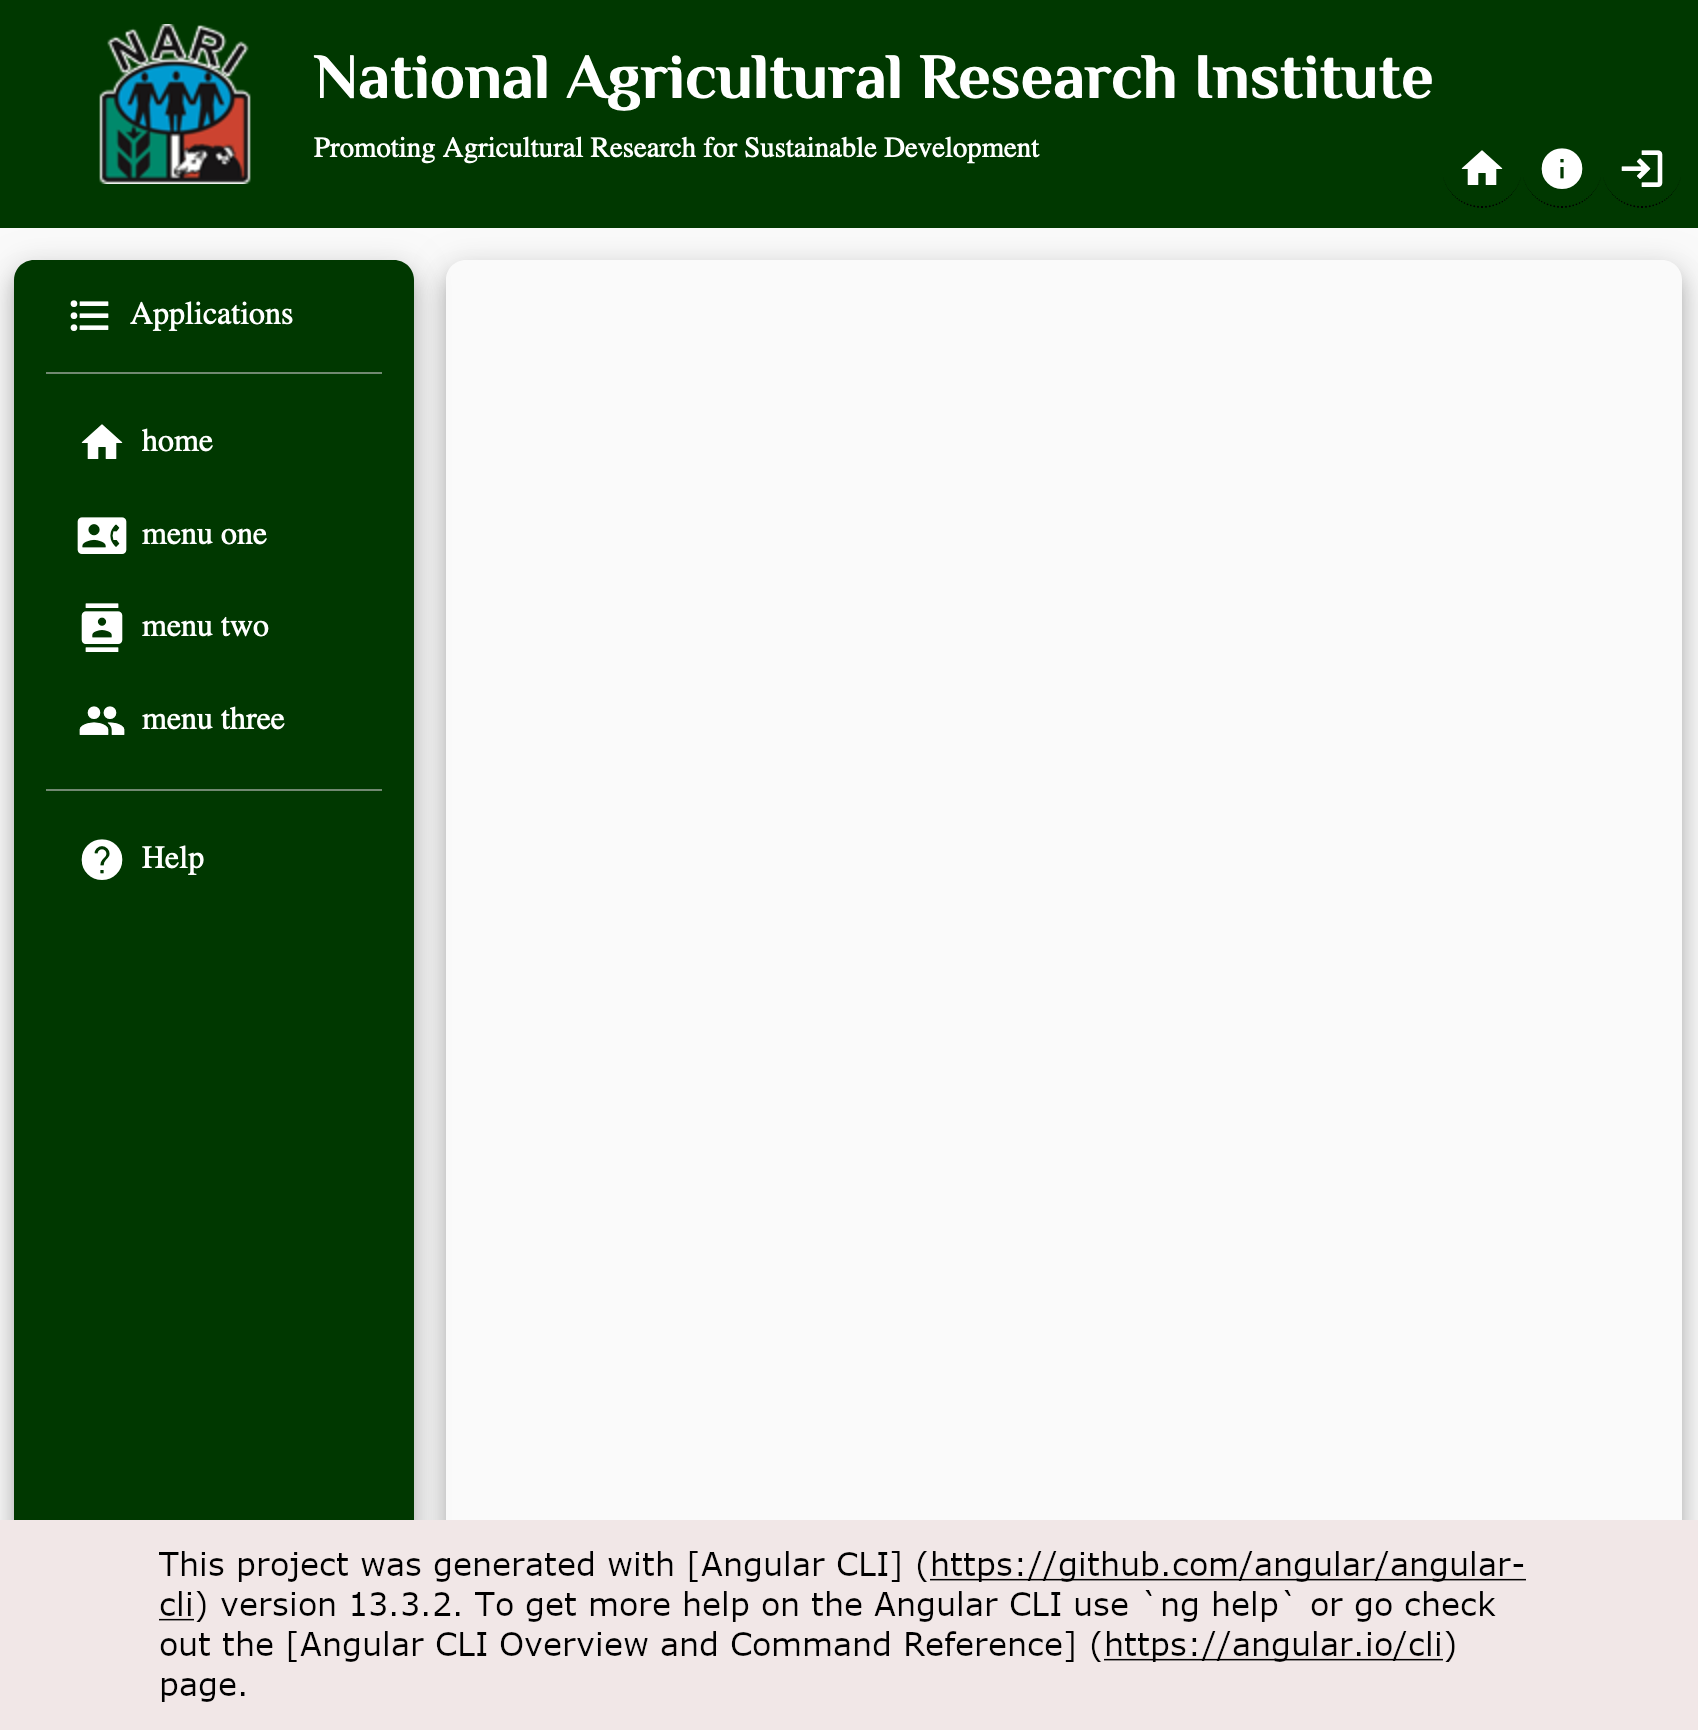 NARI
National Agricultural Research Institute
Promoting Agricultural Research for Sustainable Development
Applications
home
menu one
menu two
menu three
Help
This project was generated with [Angular CLI] (https://github.com/angular/angular-
cli) version 13.3.2. To get more help on the Angular CLI use `ng help` or go check
out the [Angular CLI Overview and Command Reference] (https://angular.io/cli)
page.